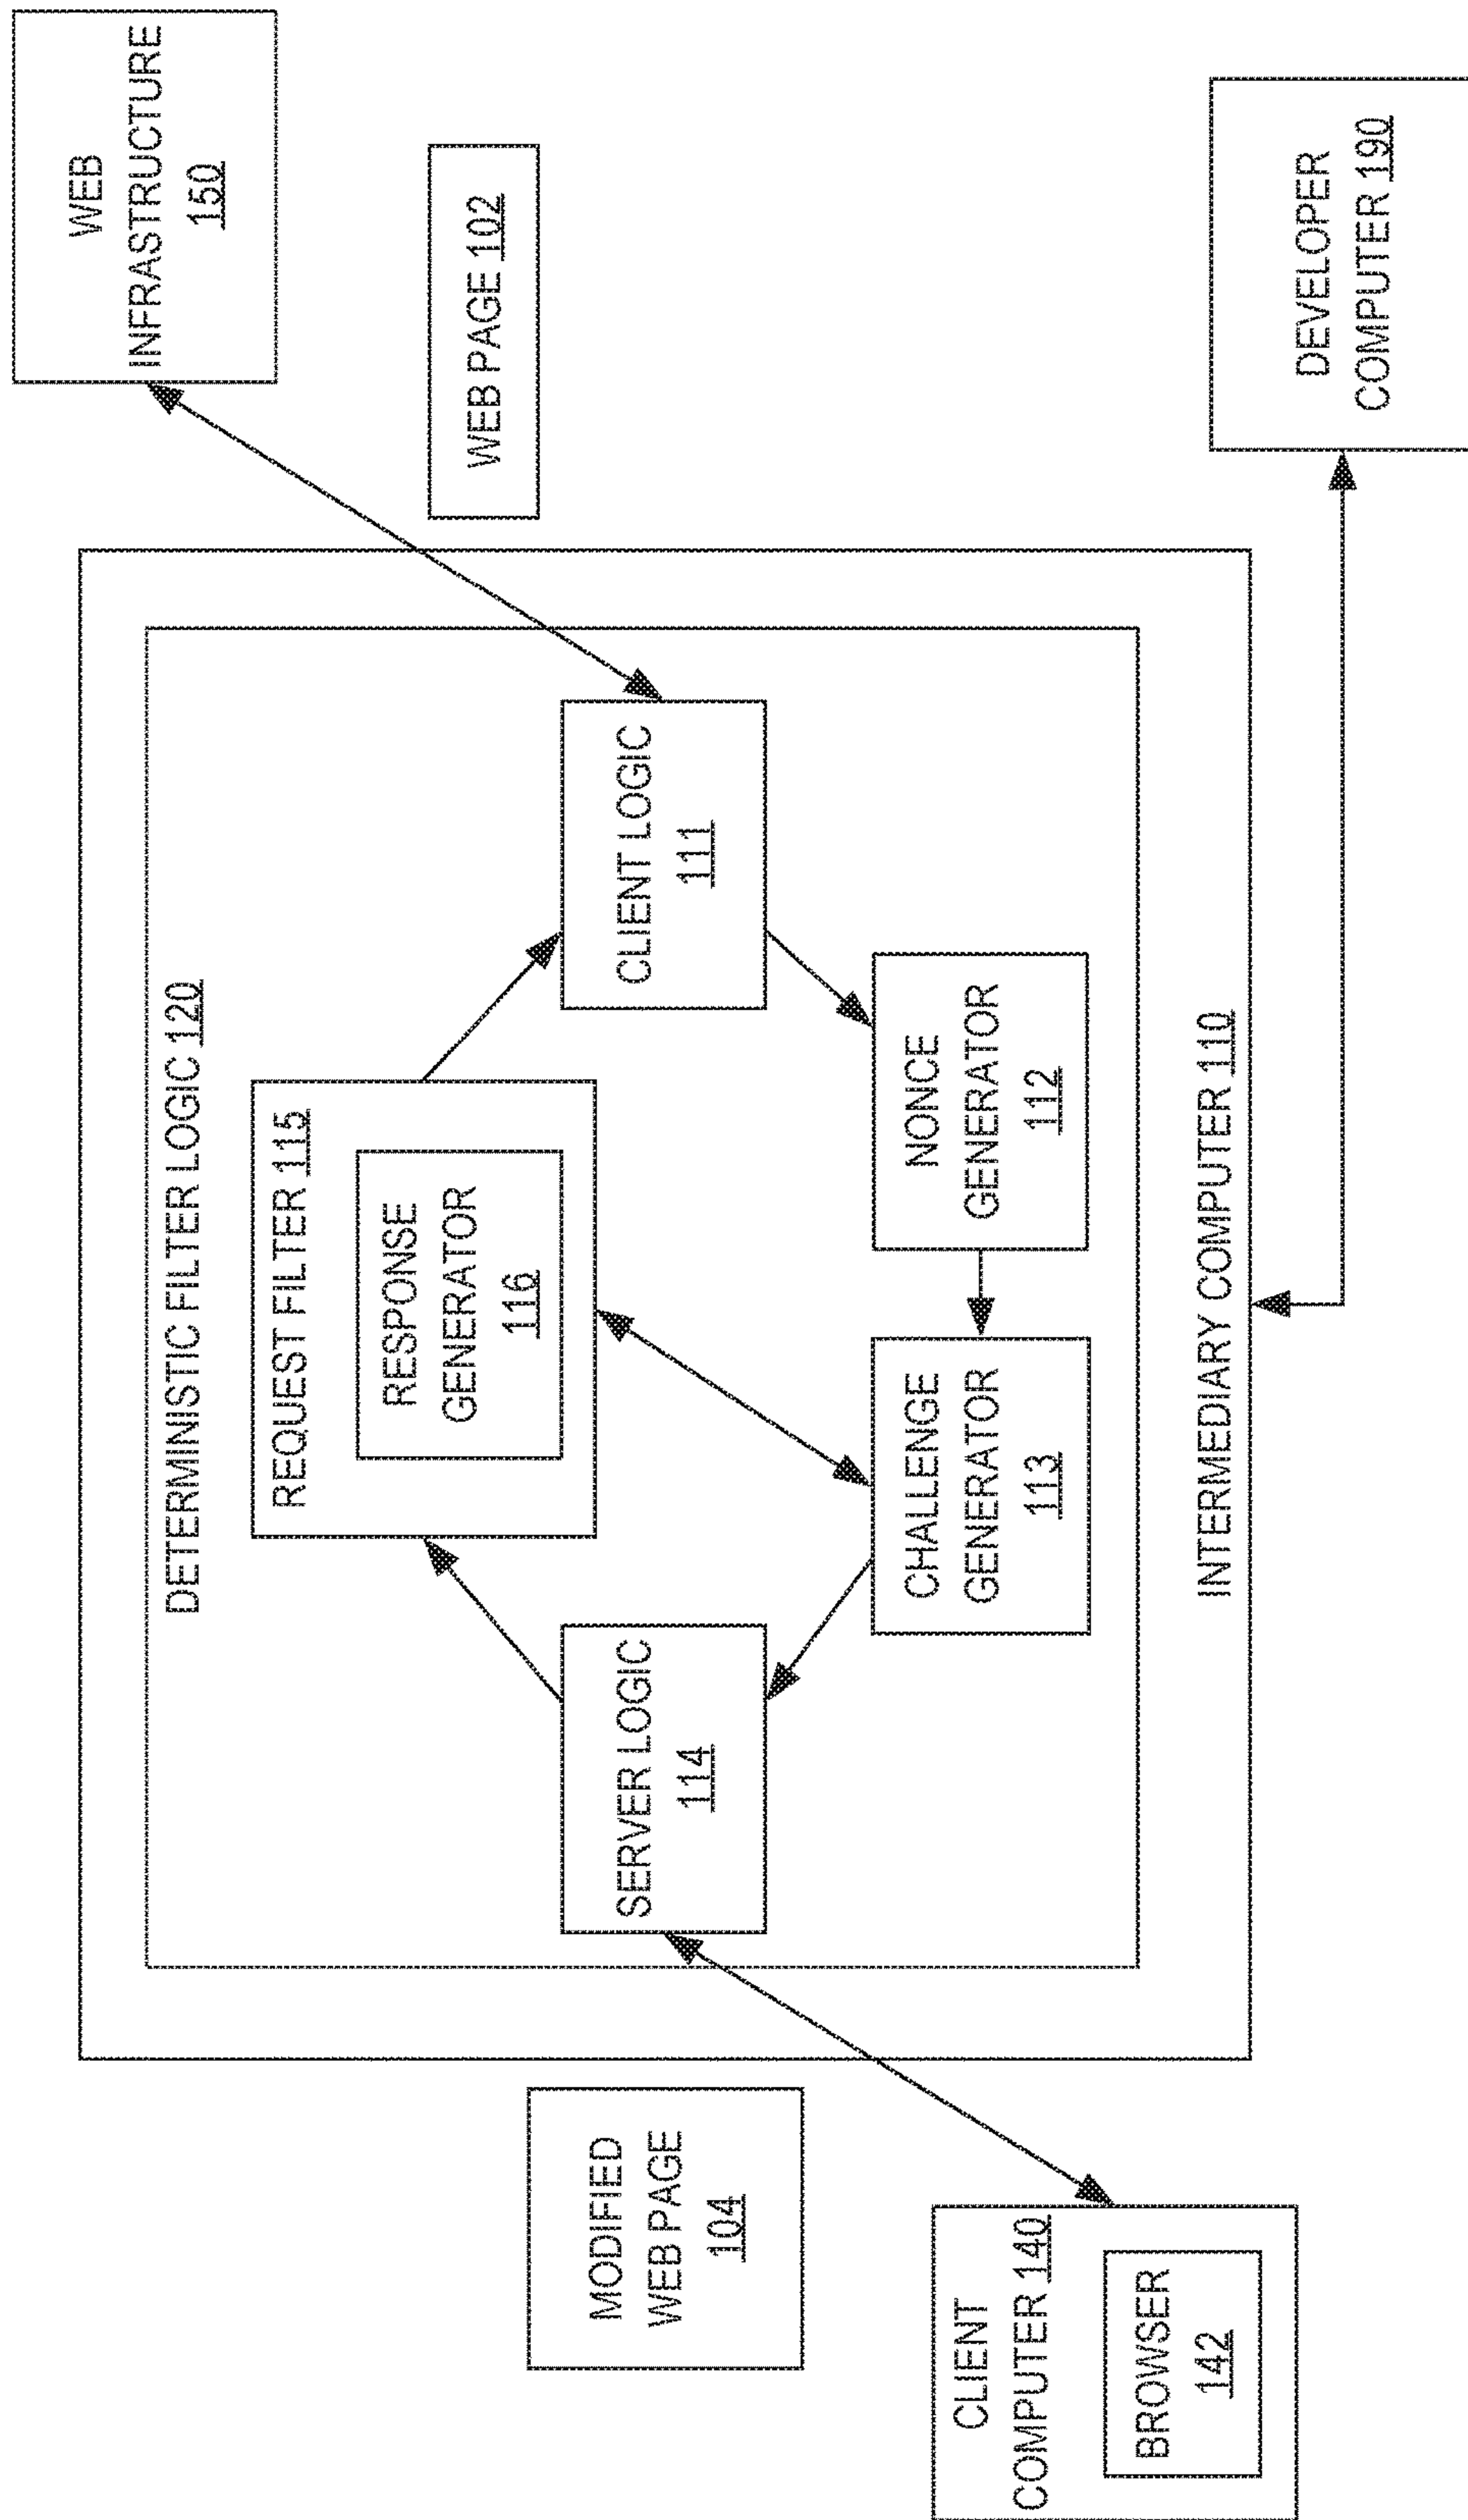 WEB
INFRASTRUCTURE
150
WEB PAGE 102
DEVELOPER
COMPUTER 190
DETERMINISTIC FILTER LOGIC 120
REQUEST FILTER 115
RESPONSE
GENERATOR
116
CLIENT LOGIC
111
NONCE
GENERATOR
112
CHALLENGE
GENERATOR
113
SERVER LOGIC
114
INTERMEDIARY COMPUTER 110
MODIFIED
WEB PAGE
104
CLIENT
COMPUTER 140
BROWSER
142